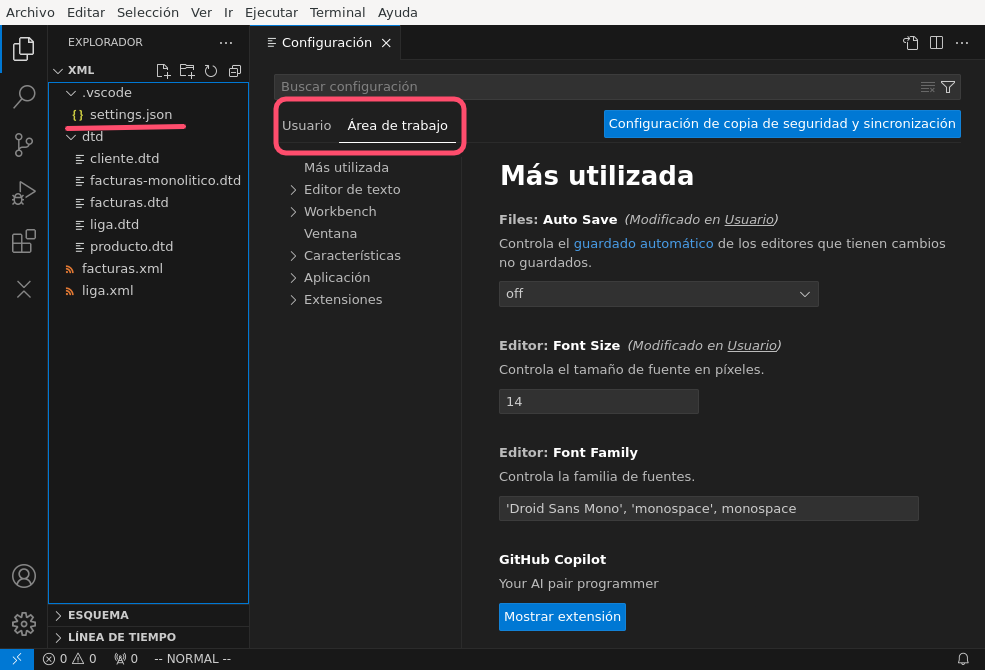 Archivo Editar Selección Ver Ir Ejecutar Terminal Ayuda
EXPLORADOR
XML
.vscode
{} settings.json
dtd
cliente.dtd
facturas-monolitico.dtd
facturas.dtd
liga.dtd
producto.dtd
facturas.xml
liga.xml
ESQUEMA
LÍNEA DE TIEMPO
Configuración
Buscar configuración
Usuario Área de trabajo
Configuración de copia de seguridad y sincronización
Más utilizada
Editor de texto
Workbench
Ventana
Características
Aplicación
Extensiones
Más utilizada
Files: Auto Save (Modificado en Usuario)
Controla el guardado automático de los editores que tienen cambios
no guardados.
off
Editor: Font Size (Modificado en Usuario)
Controla el tamaño de fuente en píxeles.
14
Editor: Font Family
Controla la familia de fuentes.
'Droid Sans Mono', 'monospace', monospace
GitHub Copilot
Your AI pair programmer
Mostrar extensión
0 0 0 -- NORMAL --